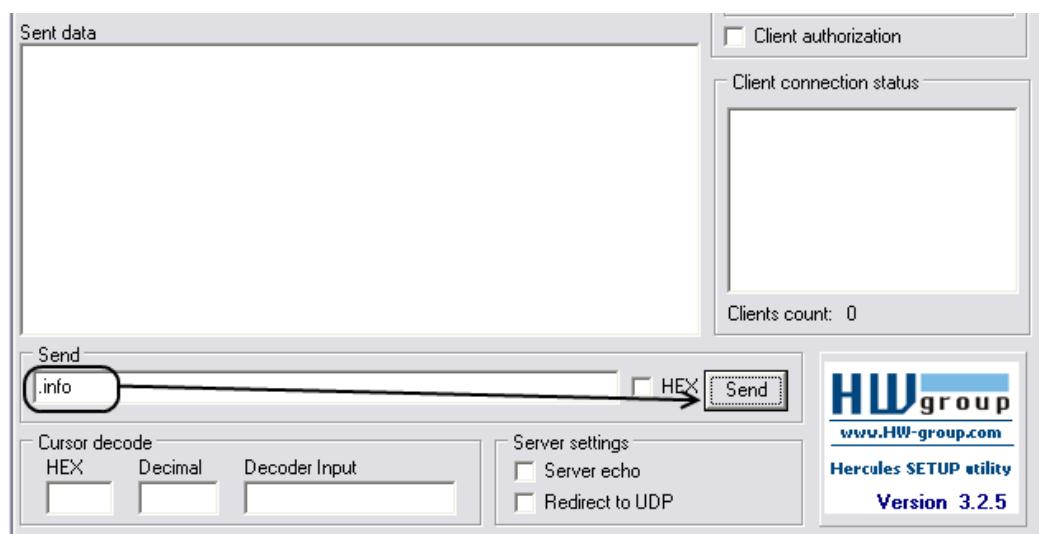 Sent data
Client authorization
Client connection status
Clients count: 0
Send
.info
HEX
Send
HWgroup
www.HW-group.com
Hercules SETUP utility
Version 3.2.5
Cursor decode
HEX Decimal Decoder Input
Server settings
Server echo
Redirect to UDP